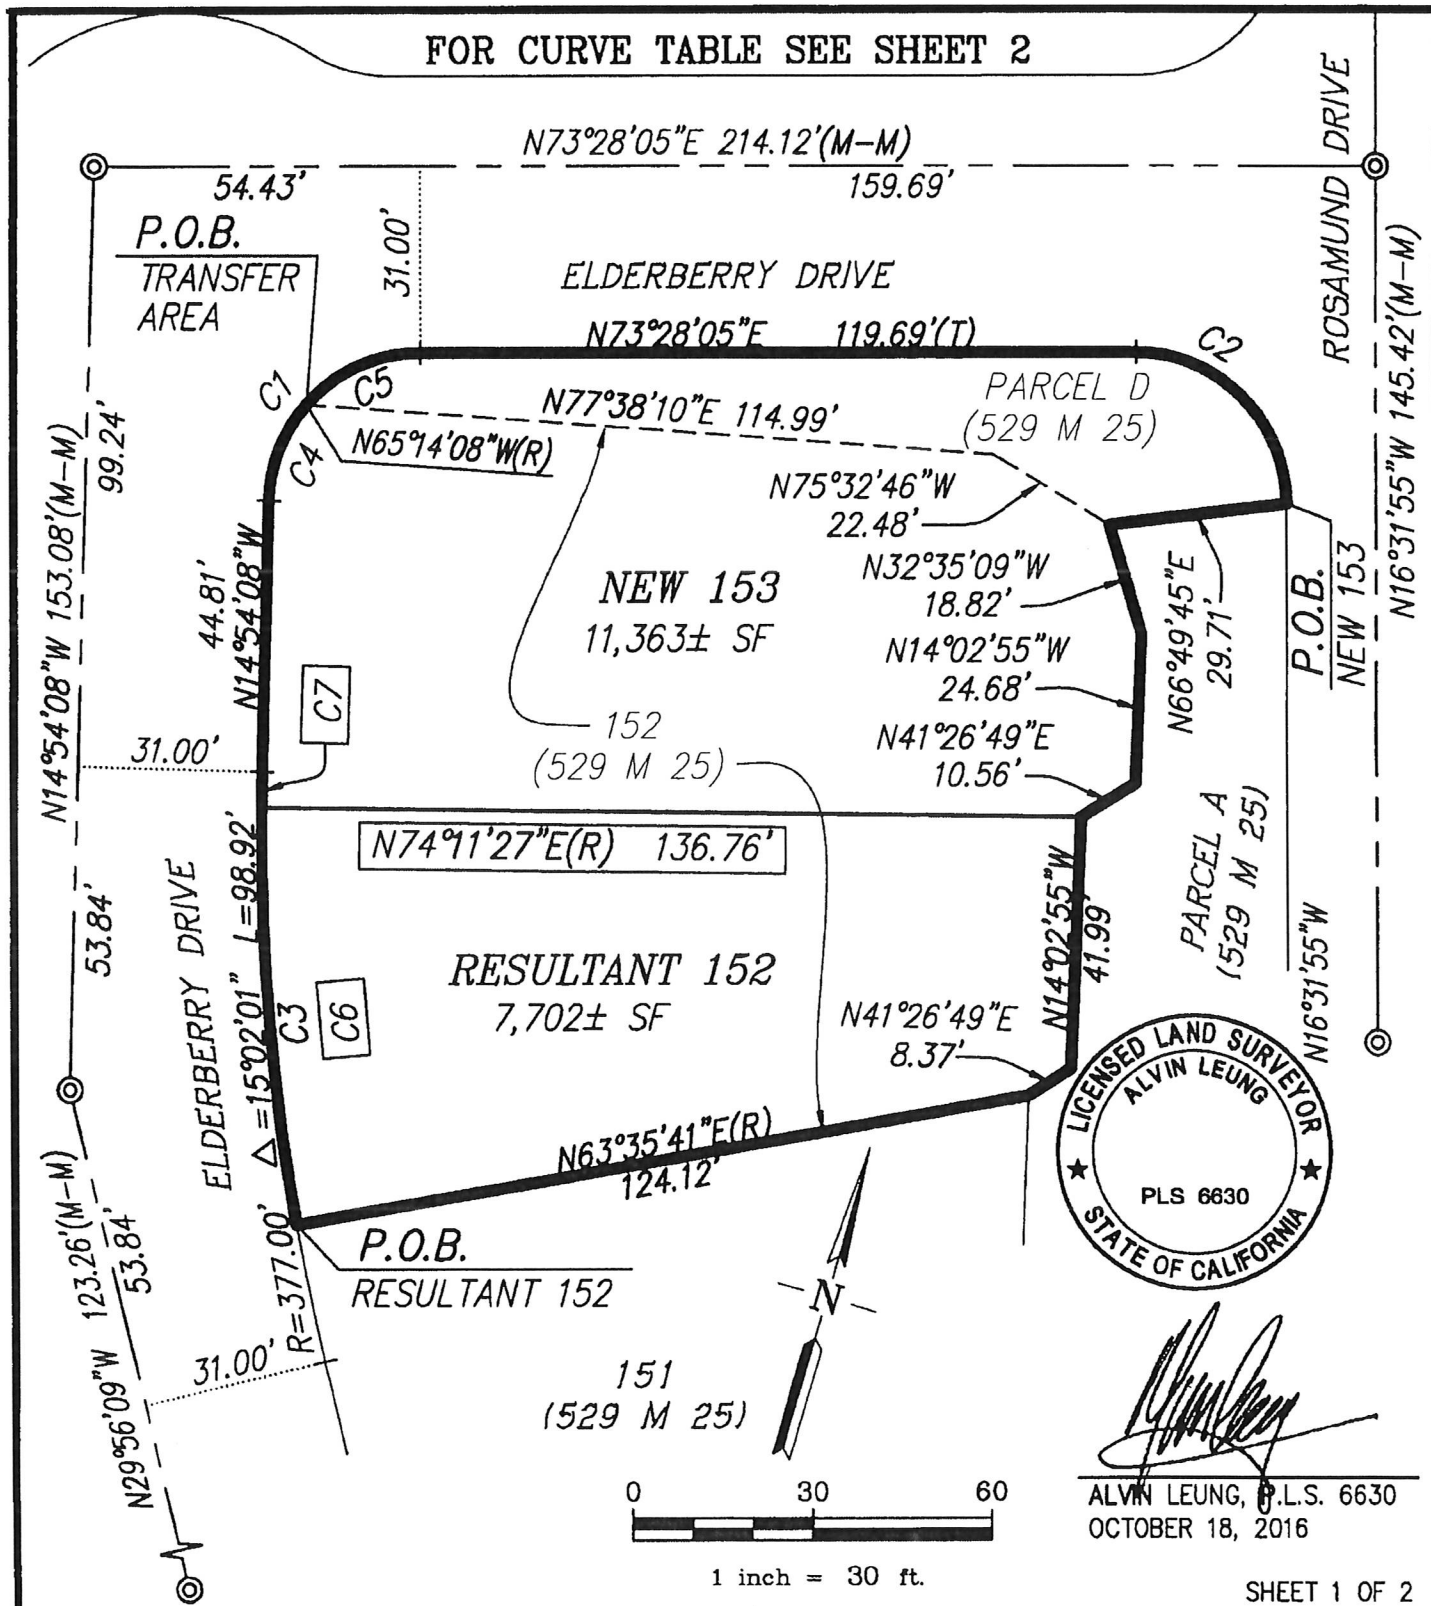 FOR CURVE TABLE SEE SHEET 2
N73°28'05"E 214.12'(M-M)
54.43'
159.69'
ROSAMUND DRIVE
P.O.B.
TRANSFER
AREA
31.00'
ELDERBERRY DRIVE
N73°28'05"E 119.69'(T)
C2
C1
C5
C4
N77°38'10"E 114.99'
PARCEL D
(529 M 25)
N65°14'08"W(R)
N14°54'08"W 153.08'(M-M)
99.24'
N16°31'55"W 145.42'(M-M)
N75°32'46"W
22.48'
44.81'
N14°54'08"W
NEW 153
11,363± SF
N32°35'09"W
18.82'
N14°02'55"W
24.68'
N66°49'45"E
29.71'
P.O.B.
NEW 153
C7
152
(529 M 25)
N41°26'49"E
10.56'
31.00'
N74°11'27"E(R) 136.76'
PARCEL A
(529 M 25)
N16°31'55"W
53.84'
ELDERBERRY DRIVE
△=15°02'01" L=98.92'
R=377.00'
C3
C6
RESULTANT 152
7,702± SF
N14°02'55"W
41.99'
N41°26'49"E
8.37'
N63°35'41"E(R)
124.12'
P.O.B.
RESULTANT 152
N29°56'09"W 123.26'(M-M)
53.84'
31.00'
151
(529 M 25)
N
LICENSED LAND SURVEYOR
ALVIN LEUNG
PLS 6630
STATE OF CALIFORNIA
ALVIN LEUNG, P.L.S. 6630
OCTOBER 18, 2016
0 30 60
1 inch = 30 ft.
SHEET 1 OF 2